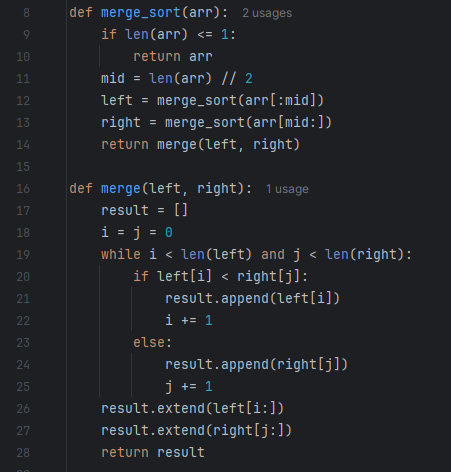 8 def merge_sort(arr): 2 usages
9     if len(arr) <= 1:
10         return arr
11     mid = len(arr) // 2
12     left = merge_sort(arr[:mid])
13     right = merge_sort(arr[mid:])
14     return merge(left, right)
15
16 def merge(left, right): 1 usage
17     result = []
18     i = j = 0
19     while i < len(left) and j < len(right):
20         if left[i] < right[j]:
21             result.append(left[i])
22             i += 1
23         else:
24             result.append(right[j])
25             j += 1
26     result.extend(left[i:])
27     result.extend(right[j:])
28     return result